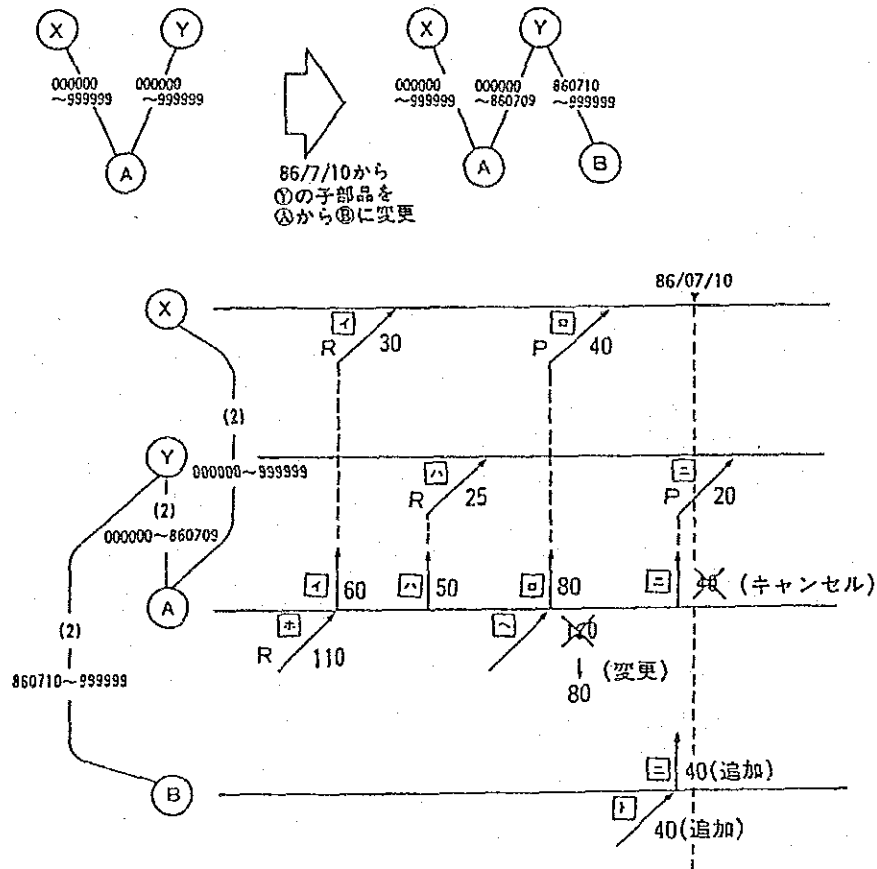 X Y
000000 000000
～999999 ～999999
A
86/7/10から
Ⓨの子部品を
ⒶからⒷに変更
X Y
000000 000000 860710
～999999 ～860709 ～999999
A B
86/07/10
X
イ ロ
R 30 P 40
(2)
Y
000000～999999
ハ ニ
R 25 P 20
(2)
000000～860709
イ 60 ハ 50 ロ 80 ニ 40 (キャンセル)
A
ホ ヘ
R 110 120
(変更)
80
(2)
860710～999999
ニ 40(追加)
B
ト
40(追加)